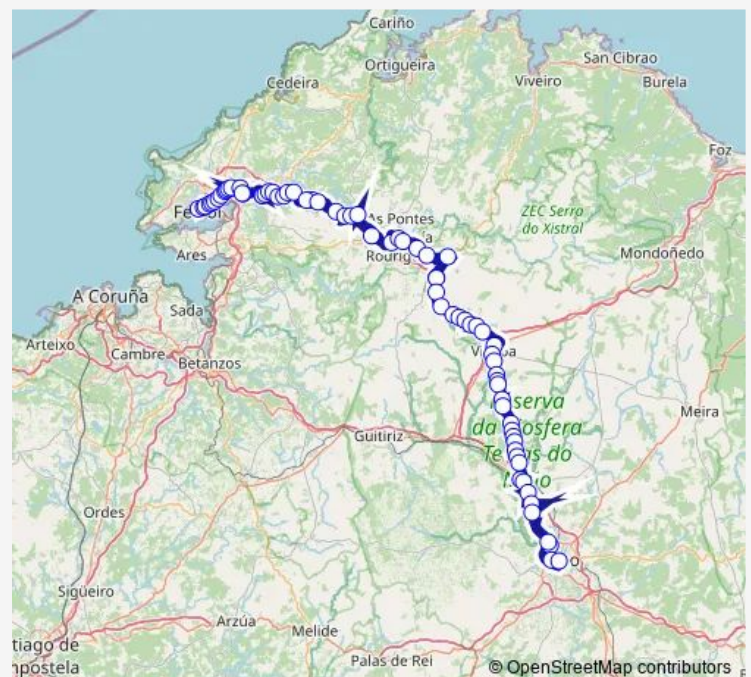 Cariño
Ortigueira
San Cibrao
Cedeira
Viveiro
Burela
Foz
As Pontes
ZEC Serra
do Xistral
Ares
Mondoñedo
A Coruña
Sada
Arteixo
Cambre
Betanzos
Meira
Guitiriz
Ordes
Sigüeiro
Arzúa
Melide
Palos de Rei
© OpenStreetMap contributors